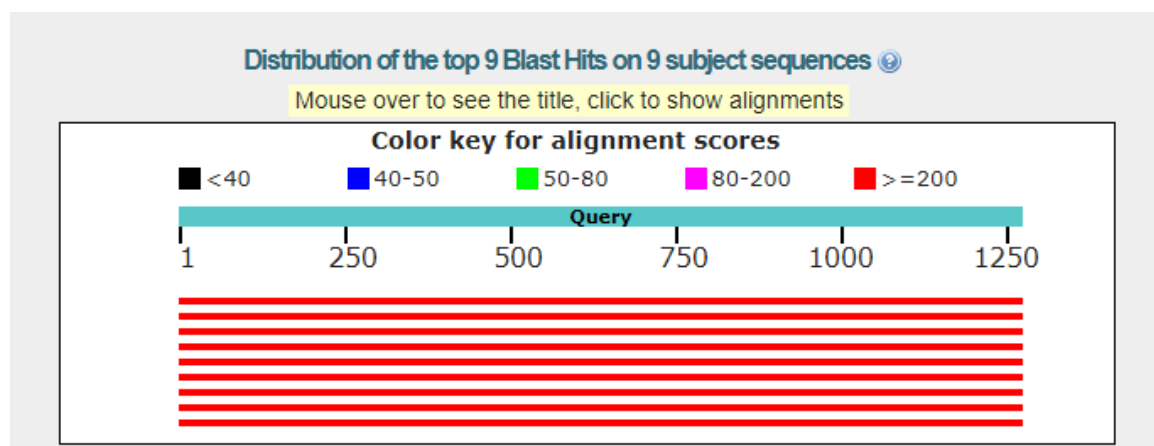 Distribution of the top 9 Blast Hits on 9 subject sequences
Mouse over to see the title, click to show alignments
Color key for alignment scores
<40 40-50 50-80 80-200 >=200
Query
1 250 500 750 1000 1250